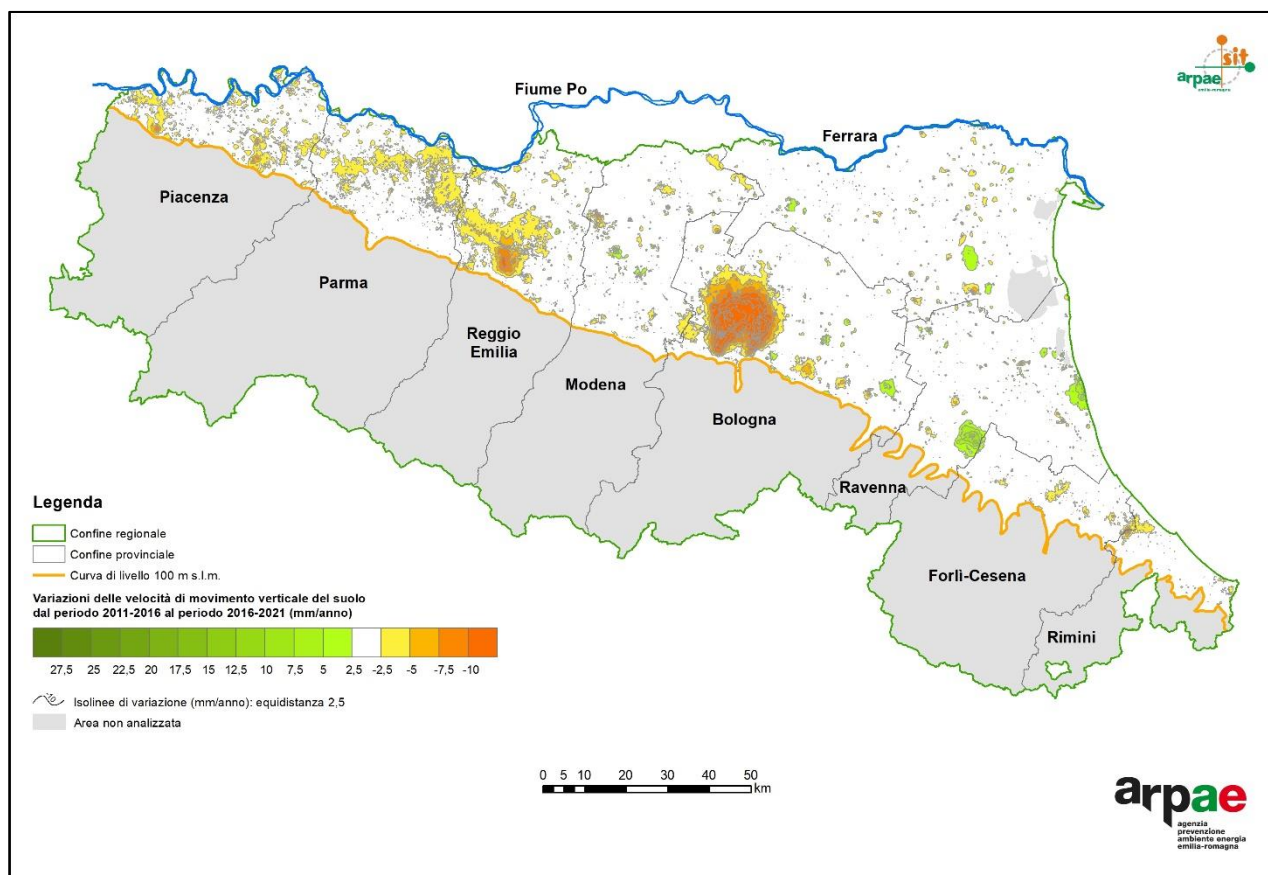 sit
arpae
emilia-romagna
Fiume Po
Ferrara
Piacenza
Parma
Reggio
Emilia
Modena
Bologna
Ravenna
Forlì-Cesena
Rimini
Legenda
Confine regionale
Confine provinciale
Curva di livello 100 m s.l.m.
Variazioni delle velocità di movimento verticale del suolo
dal periodo 2011-2016 al periodo 2016-2021 (mm/anno)
27,5 25 22,5 20 17,5 12,5 10 7,5 5 2,5 -2,5 -5 -7,5 -10
Isolinee di variazione (mm/anno): equidistanza 2,5
Area non analizzata
0 5 10 20 30 40 50
km
arpae
agenzia
prevenzione
ambiente energia
emilia-romagna